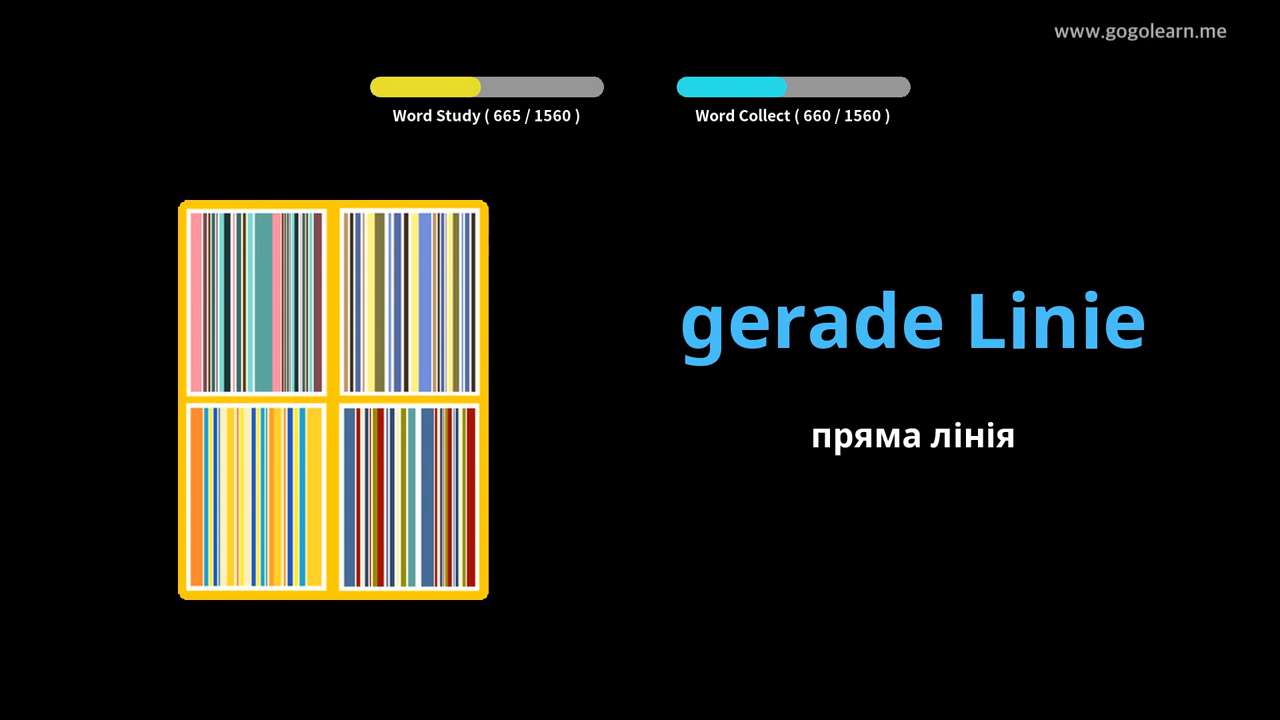 www.gogolearn.me
Word Study ( 665 / 1560 )
Word Collect ( 660 / 1560 )
gerade Linie
пряма лінія